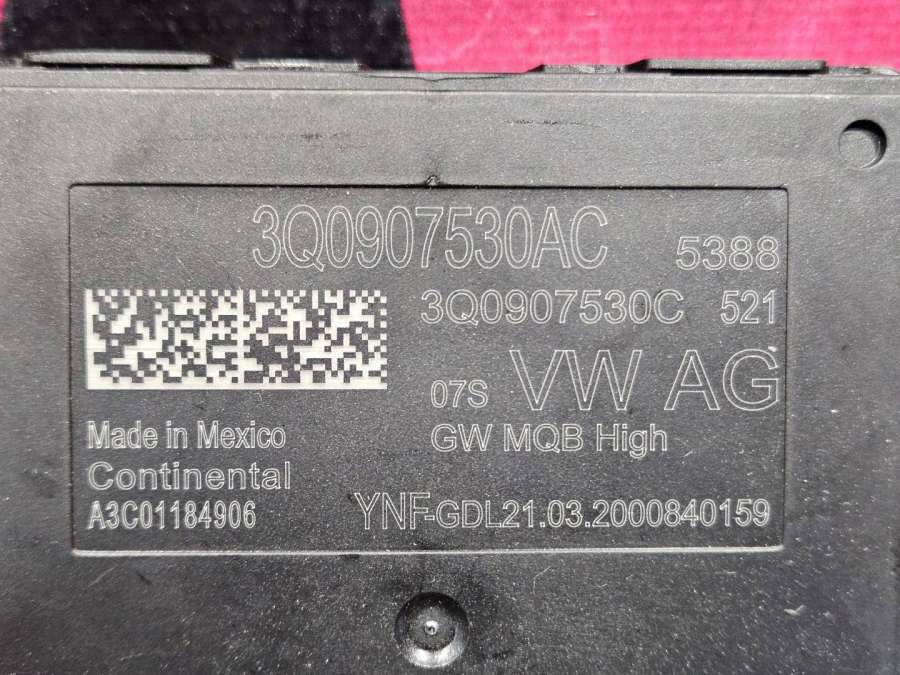 3Q0907530AC 5388
3Q0907530C 521
07S VW AG
Made in Mexico GW MQB High
Continental
A3C01184906 YNF-GDL21.03.2000840159